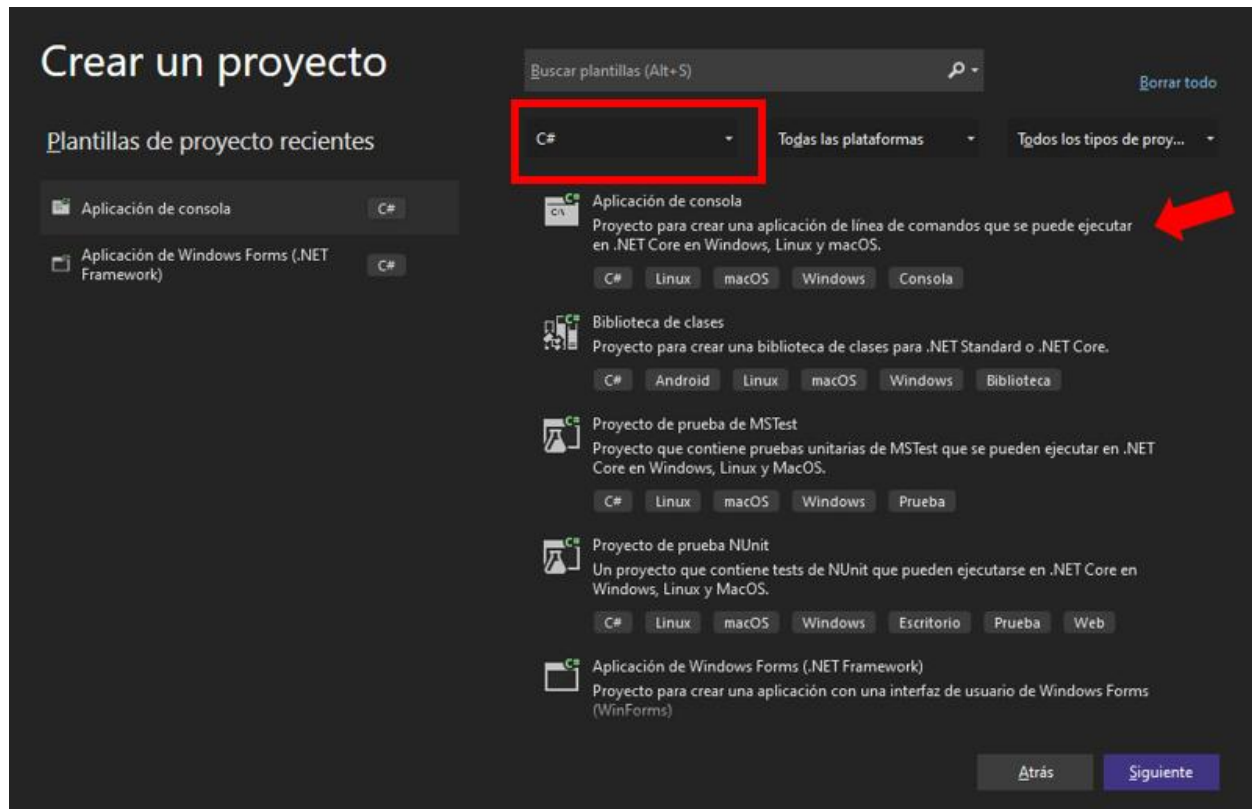 Crear un proyecto
Buscar plantillas (Alt+S)
Borrar todo
Plantillas de proyecto recientes
C#
Todas las plataformas
Todos los tipos de proy...
Aplicación de consola
C#
Aplicación de Windows Forms (.NET
Framework)
C#
C#
C:\
Aplicación de consola
Proyecto para crear una aplicación de línea de comandos que se puede ejecutar
en .NET Core en Windows, Linux y macOS.
C# Linux macOS Windows Consola
C#
Biblioteca de clases
Proyecto para crear una biblioteca de clases para .NET Standard o .NET Core.
C# Android Linux macOS Windows Biblioteca
C#
Proyecto de prueba de MSTest
Proyecto que contiene pruebas unitarias de MSTest que se pueden ejecutar en .NET
Core en Windows, Linux y MacOS.
C# Linux macOS Windows Prueba
C#
Proyecto de prueba NUnit
Un proyecto que contiene tests de NUnit que pueden ejecutarse en .NET Core en
Windows, Linux y MacOS.
C# Linux macOS Windows Escritorio Prueba Web
C#
Aplicación de Windows Forms (.NET Framework)
Proyecto para crear una aplicación con una interfaz de usuario de Windows Forms
(WinForms)
Atrás
Siguiente